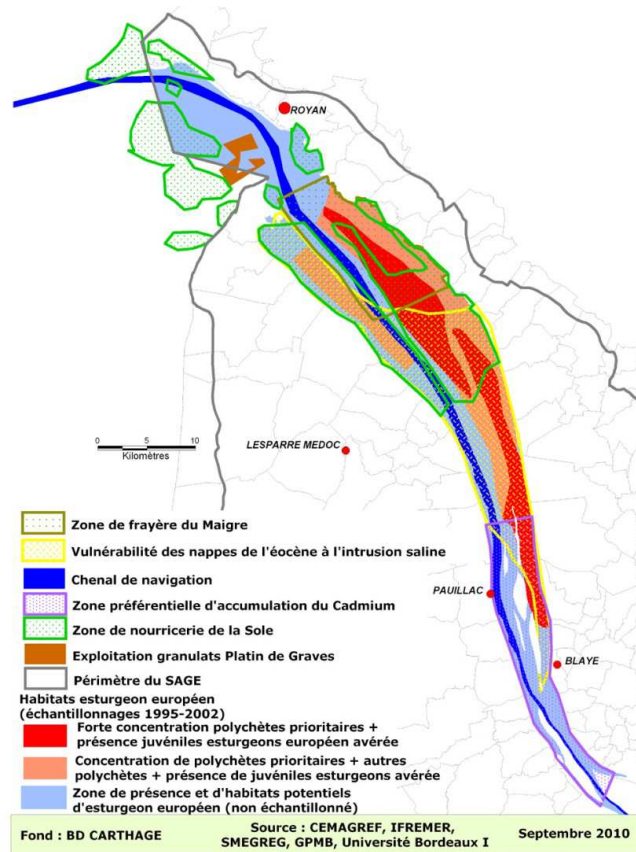 ROYAN
0 5 10
Kilomètres
LESPARRE MEDOC
PAUILLAC
BLAYE
Zone de frayère du Maigre
Vulnérabilité des nappes de l'éocène à l'intrusion saline
Chenal de navigation
Zone préférentielle d'accumulation du Cadmium
Zone de nourricerie de la Sole
Exploitation granulats Platin de Graves
Périmètre du SAGE
Habitats esturgeon européen
(échantillonnages 1995-2002)
Forte concentration polychètes prioritaires +
présence juvéniles esturgeons européen avérée
Concentration de polychètes prioritaires + autres
polychètes + présence de juvéniles esturgeons avérée
Zone de présence et d'habitats potentiels
d'esturgeon européen (non échantillonné)
Fond : BD CARTHAGE
Source : CEMAGREF, IFREMER,
SMEGREG, GPMB, Université Bordeaux I
Septembre 2010